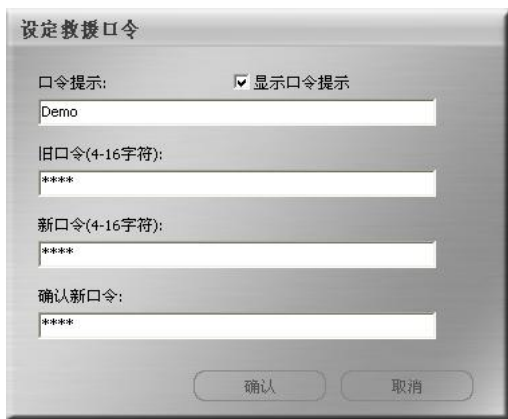 设定救援口令
口令提示: 显示口令提示
Demo
旧口令(4-16字符):
****
新口令(4-16字符):
****
确认新口令:
****
确认 取消